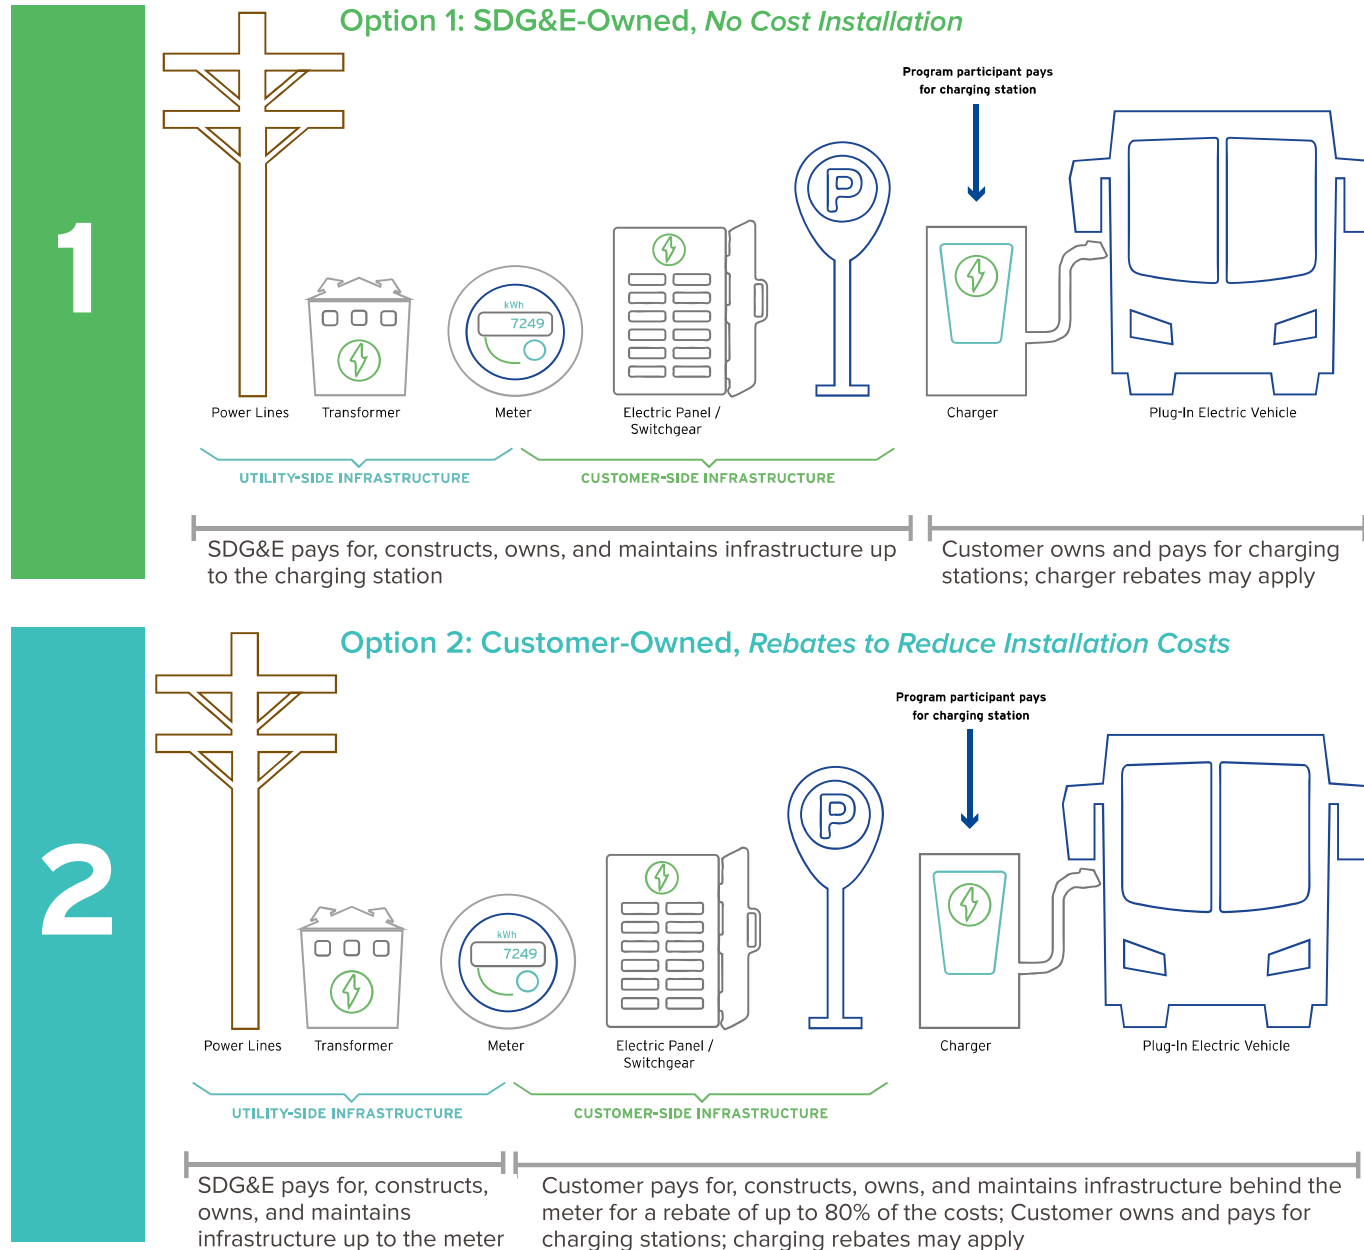 1
Option 1: SDG&E-Owned, No Cost Installation
Program participant pays
for charging station
P
kWh
7249
Power Lines
Transformer
Meter
Electric Panel /
Switchgear
Charger
Plug-In Electric Vehicle
UTILITY-SIDE INFRASTRUCTURE
CUSTOMER-SIDE INFRASTRUCTURE
SDG&E pays for, constructs, owns, and maintains infrastructure up
to the charging station
Customer owns and pays for charging
stations; charger rebates may apply
2
Option 2: Customer-Owned, Rebates to Reduce Installation Costs
Program participant pays
for charging station
P
kWh
7249
Power Lines
Transformer
Meter
Electric Panel /
Switchgear
Charger
Plug-In Electric Vehicle
UTILITY-SIDE INFRASTRUCTURE
CUSTOMER-SIDE INFRASTRUCTURE
SDG&E pays for, constructs,
owns, and maintains
infrastructure up to the meter
Customer pays for, constructs, owns, and maintains infrastructure behind the
meter for a rebate of up to 80% of the costs; Customer owns and pays for
charging stations; charging rebates may apply